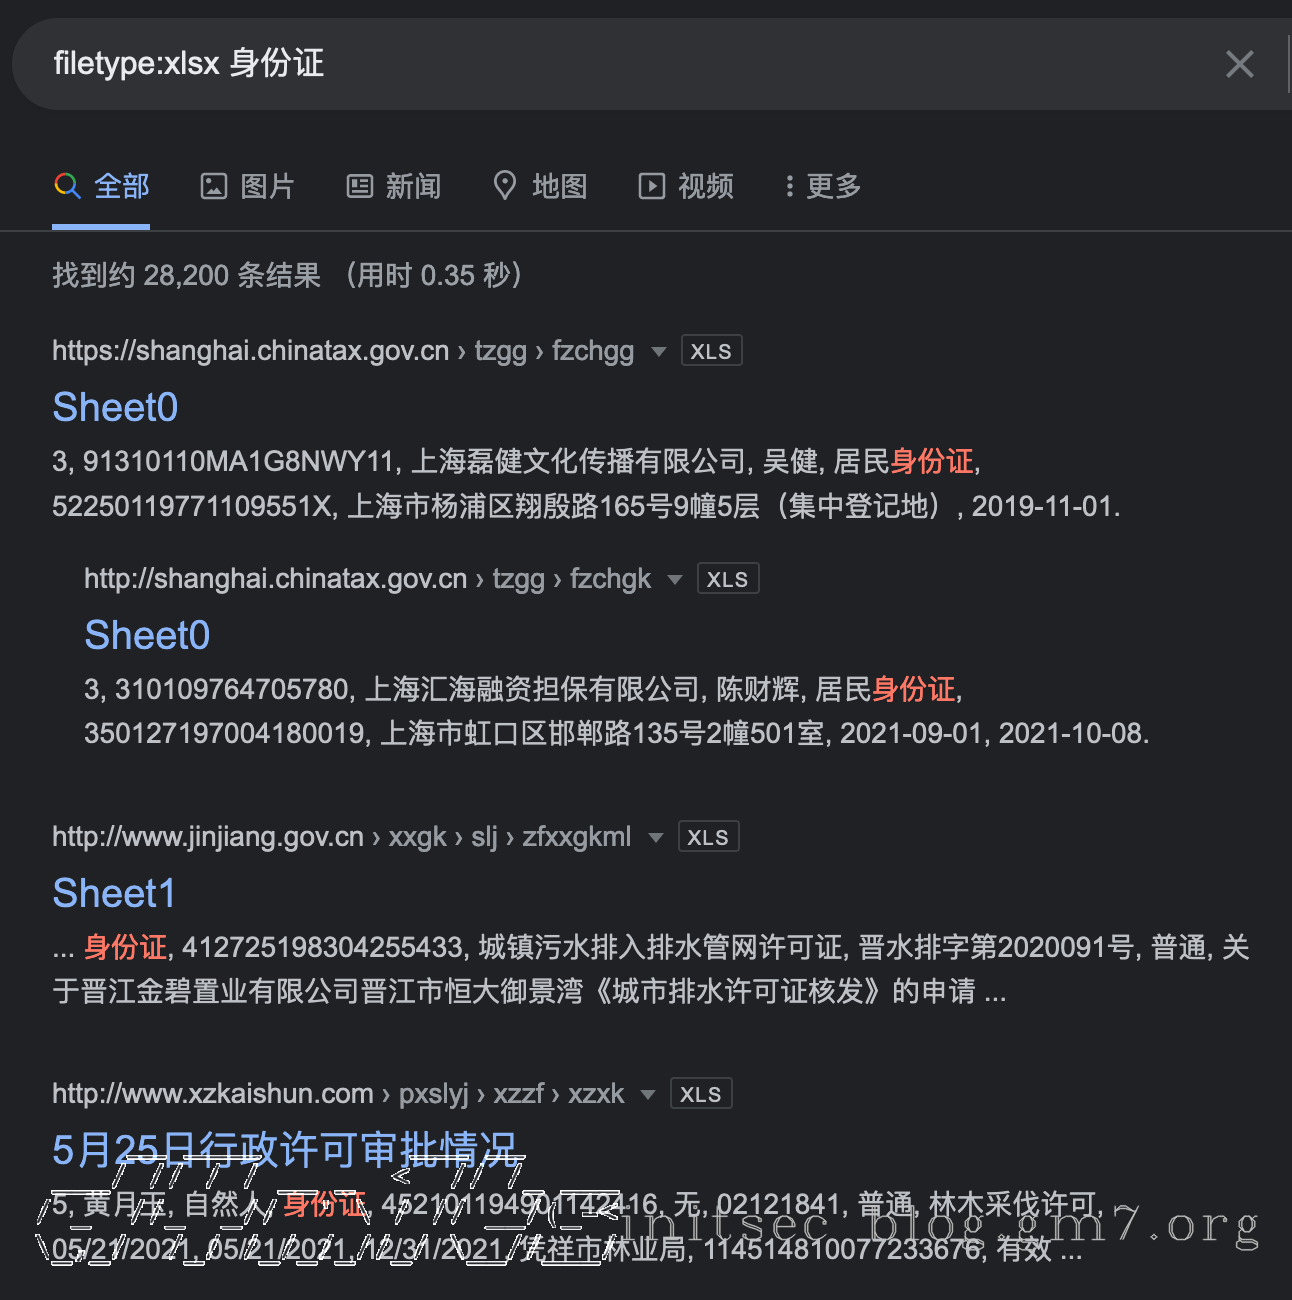 filetype:xlsx 身份证
全部 图片 新闻 地图 视频 更多
找到约 28,200 条结果 （用时 0.35 秒）
https://shanghai.chinatax.gov.cn › tzgg › fzchgg XLS
Sheet0
3, 91310110MA1G8NWY11, 上海磊健文化传播有限公司, 吴健, 居民身份证,
52250119771109551X, 上海市杨浦区翔殷路165号9幢5层（集中登记地）, 2019-11-01.
http://shanghai.chinatax.gov.cn › tzgg › fzchgk XLS
Sheet0
3, 310109764705780, 上海汇海融资担保有限公司, 陈财辉, 居民身份证,
350127197004180019, 上海市虹口区邯郸路135号2幢501室, 2021-09-01, 2021-10-08.
http://www.jinjiang.gov.cn › xxgk › slj › zfxxgkml XLS
Sheet1
... 身份证, 412725198304255433, 城镇污水排入排水管网许可证, 晋水排字第2020091号, 普通, 关
于晋江金碧置业有限公司晋江市恒大御景湾《城市排水许可证核发》的申请 ...
http://www.xzkaishun.com › pxslyj › xzzf › xzxk XLS
5月25日行政许可审批情况
5, 黄月玉, 自然人, 身份证, 452101194901142416, 无, 02121841, 普通, 林木采伐许可,
initsec blog.gm7.org
05/21/2021, 05/21/2021, 12/31/2021, 凭祥市林业局, 114514810077233676, 有效 ...